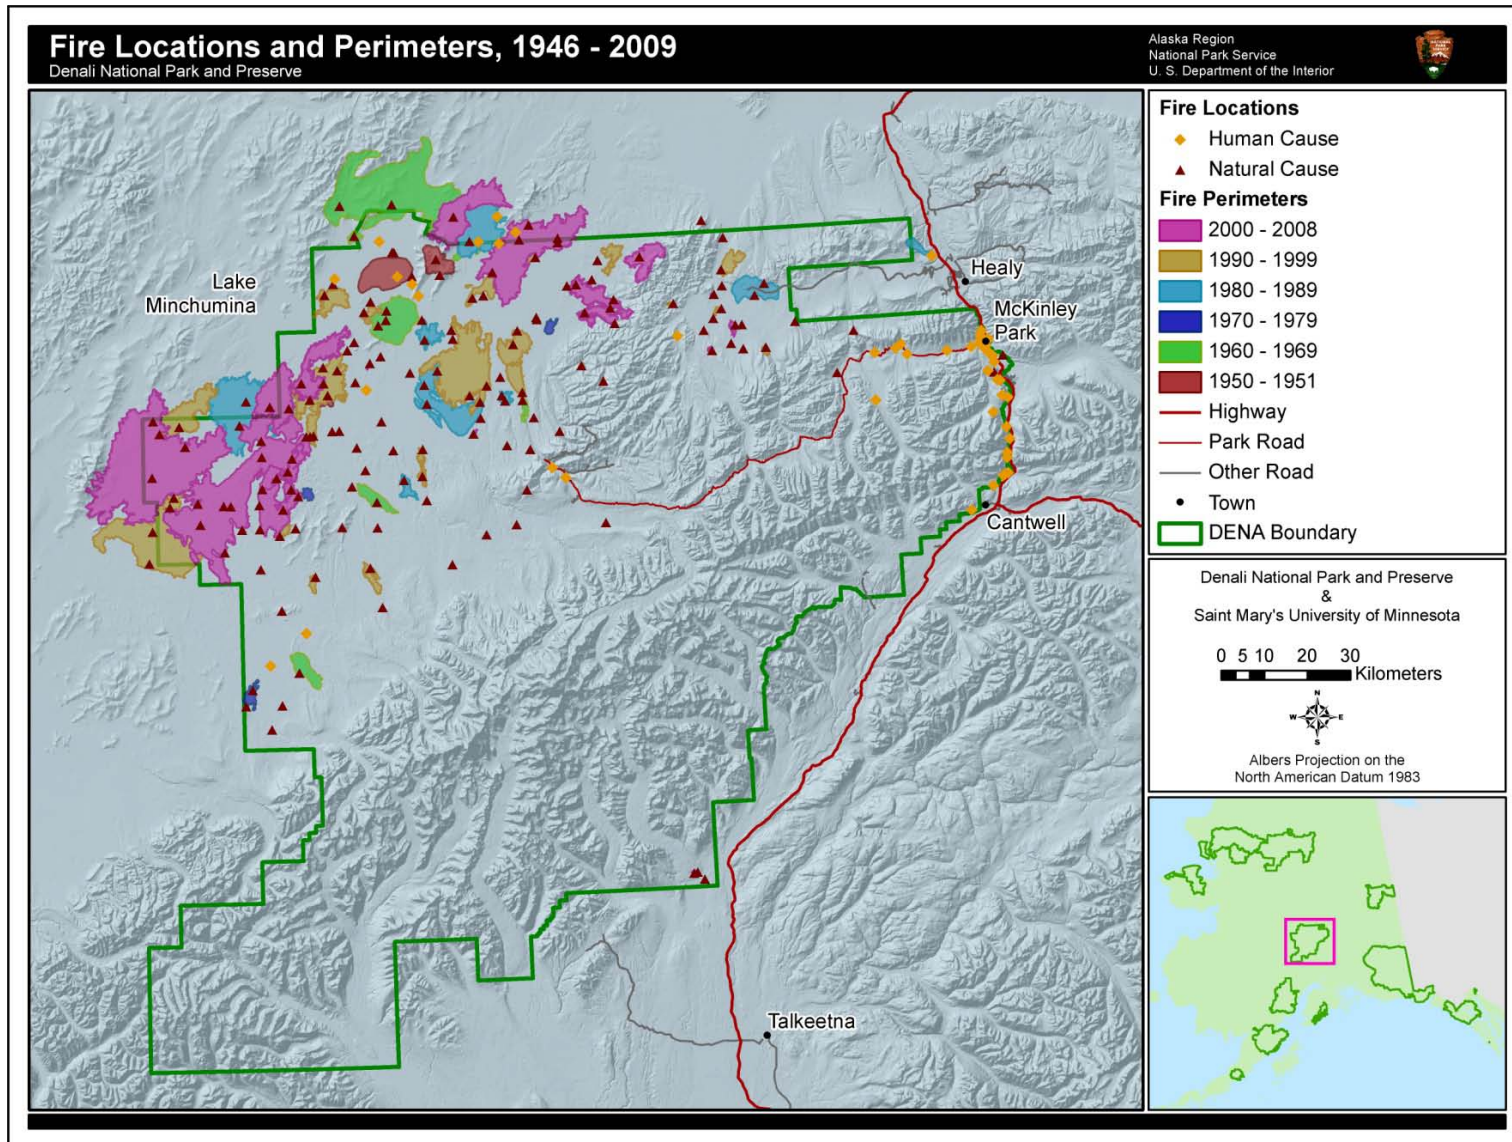 Fire Locations and Perimeters, 1946 - 2009
Denali National Park and Preserve
Alaska Region
National Park Service
U. S. Department of the Interior
Lake
Minchumina
Healy
McKinley
Park
Cantwell
Talkeetna
Fire Locations
Human Cause
Natural Cause
Fire Perimeters
2000 - 2008
1990 - 1999
1980 - 1989
1970 - 1979
1960 - 1969
1950 - 1951
Highway
Park Road
Other Road
Town
DENA Boundary
Denali National Park and Preserve
&
Saint Mary's University of Minnesota
0 5 10 20 30
Kilometers
N
W E
S
Albers Projection on the
North American Datum 1983